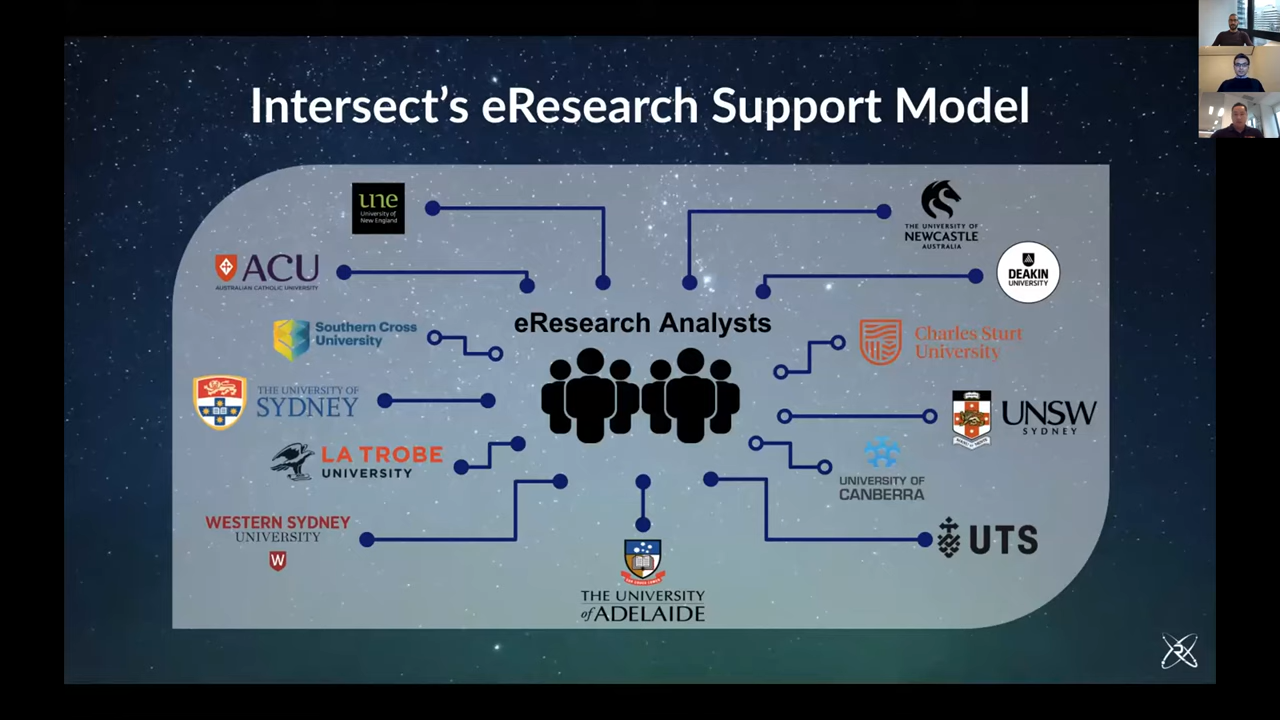 Intersect's eResearch Support Model
une
University of
New England
THE UNIVERSITY OF
NEWCASTLE
AUSTRALIA
ACU
AUSTRALIAN CATHOLIC UNIVERSITY
DEAKIN
UNIVERSITY
eResearch Analysts
Southern Cross
University
Charles Sturt
University
THE UNIVERSITY OF
SYDNEY
UNSW
SYDNEY
LA TROBE
UNIVERSITY
UNIVERSITY OF
CANBERRA
WESTERN SYDNEY
UNIVERSITY
W
UTS
THE UNIVERSITY
of ADELAIDE